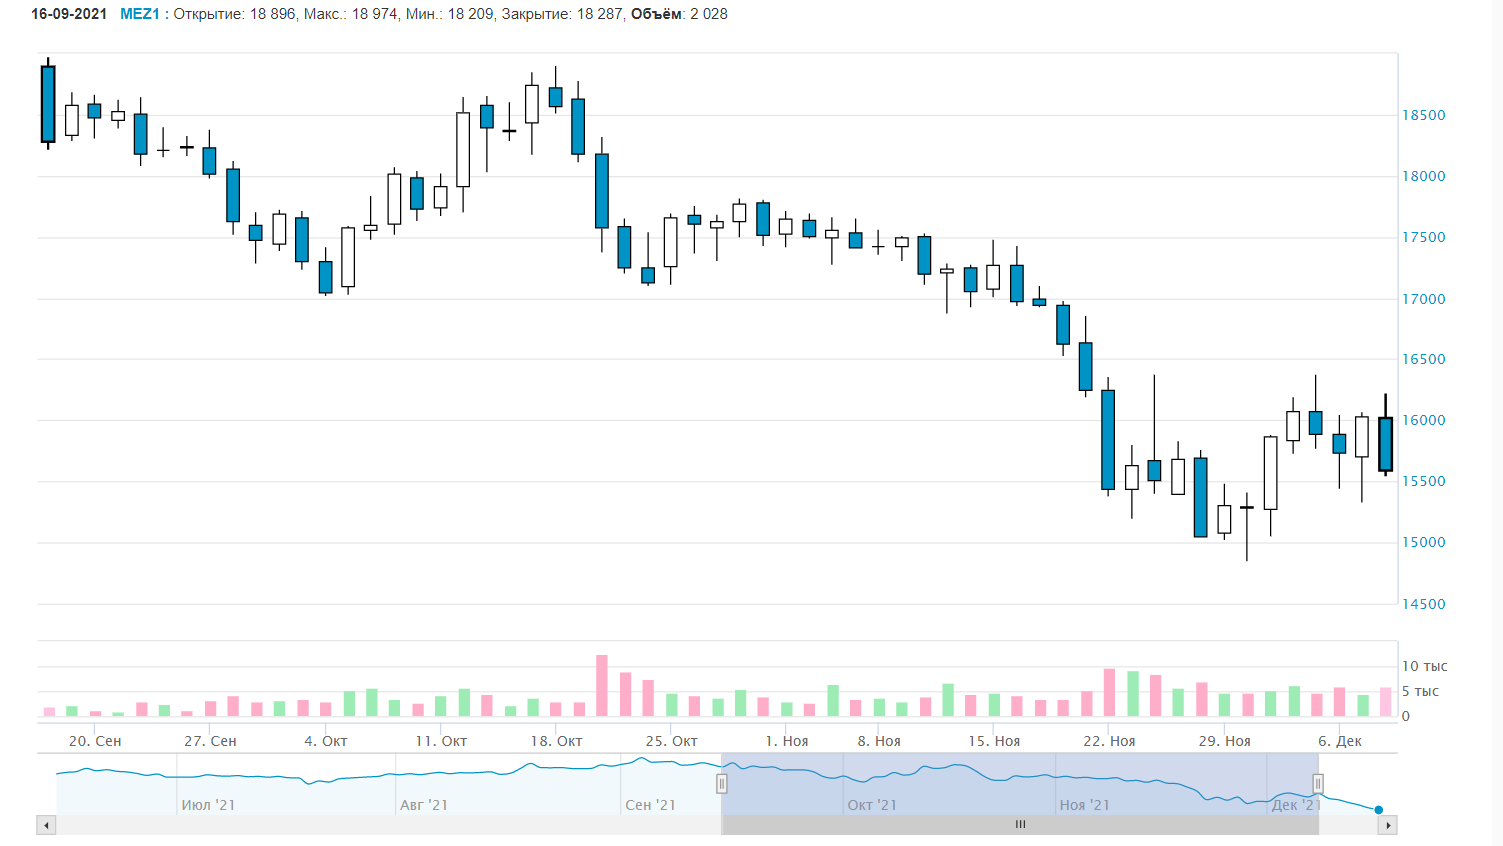 16-09-2021 MEZ1 : Открытие: 18 896, Макс.: 18 974, Мин.: 18 209, Закрытие: 18 287, Объём: 2 028
18500
18000
17500
17000
16500
16000
15500
15000
14500
10 тыс
5 тыс
0
20. Сен 27. Сен 4. Окт 11. Окт 18. Окт 25. Окт 1. Ноя 8. Ноя 15. Ноя 22. Ноя 29. Ноя 6. Дек
Июл '21 Авг '21 Сен '21 Окт '21 Ноя '21 Дек '21